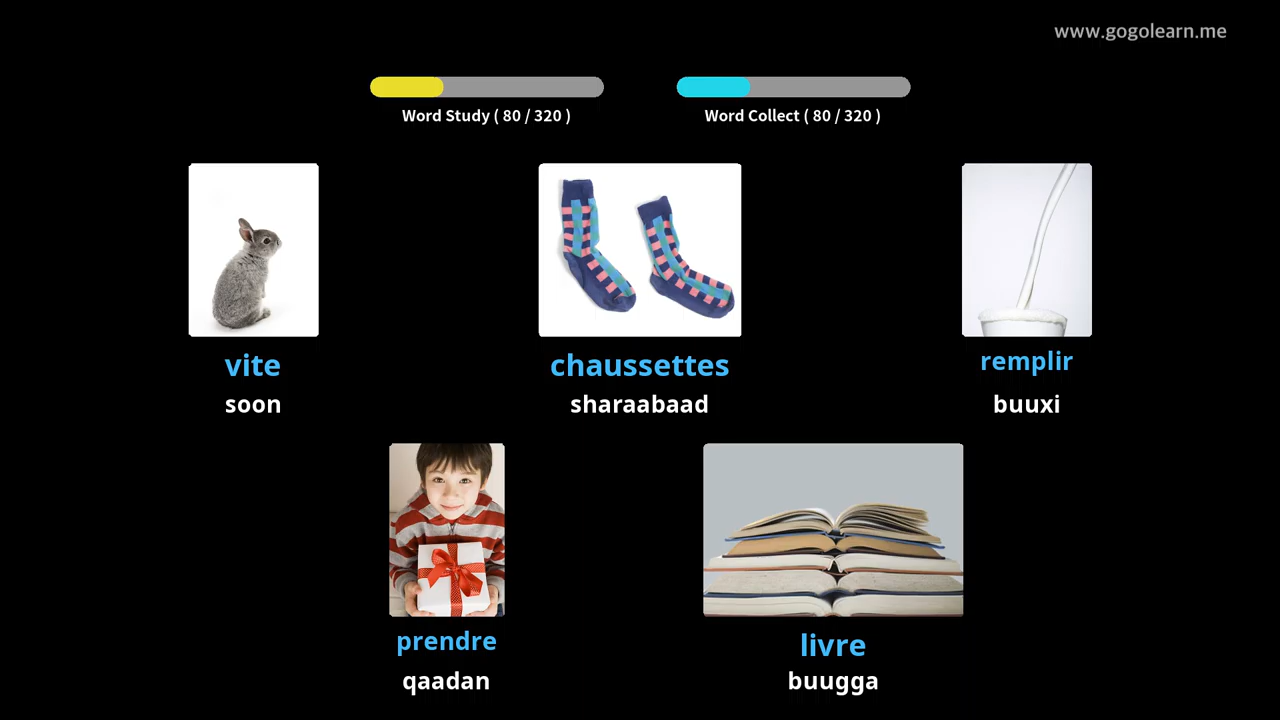 www.gogolearn.me
Word Study ( 80 / 320 )
Word Collect ( 80 / 320 )
vite
soon
chaussettes
sharaabaad
remplir
buuxi
prendre
qaadan
livre
buugga